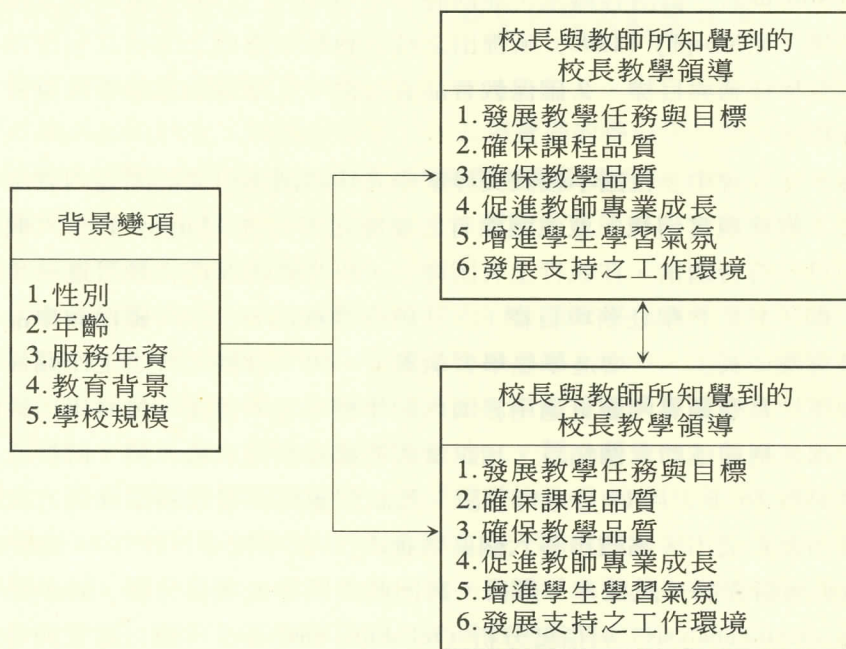 背景變項
1.性別
2.年齡
3.服務年資
4.教育背景
5.學校規模
校長與教師所知覺到的
校長教學領導
1.發展教學任務與目標
2.確保課程品質
3.確保教學品質
4.促進教師專業成長
5.增進學生學習氣氛
6.發展支持之工作環境
校長與教師所知覺到的
校長教學領導
1.發展教學任務與目標
2.確保課程品質
3.確保教學品質
4.促進教師專業成長
5.增進學生學習氣氛
6.發展支持之工作環境